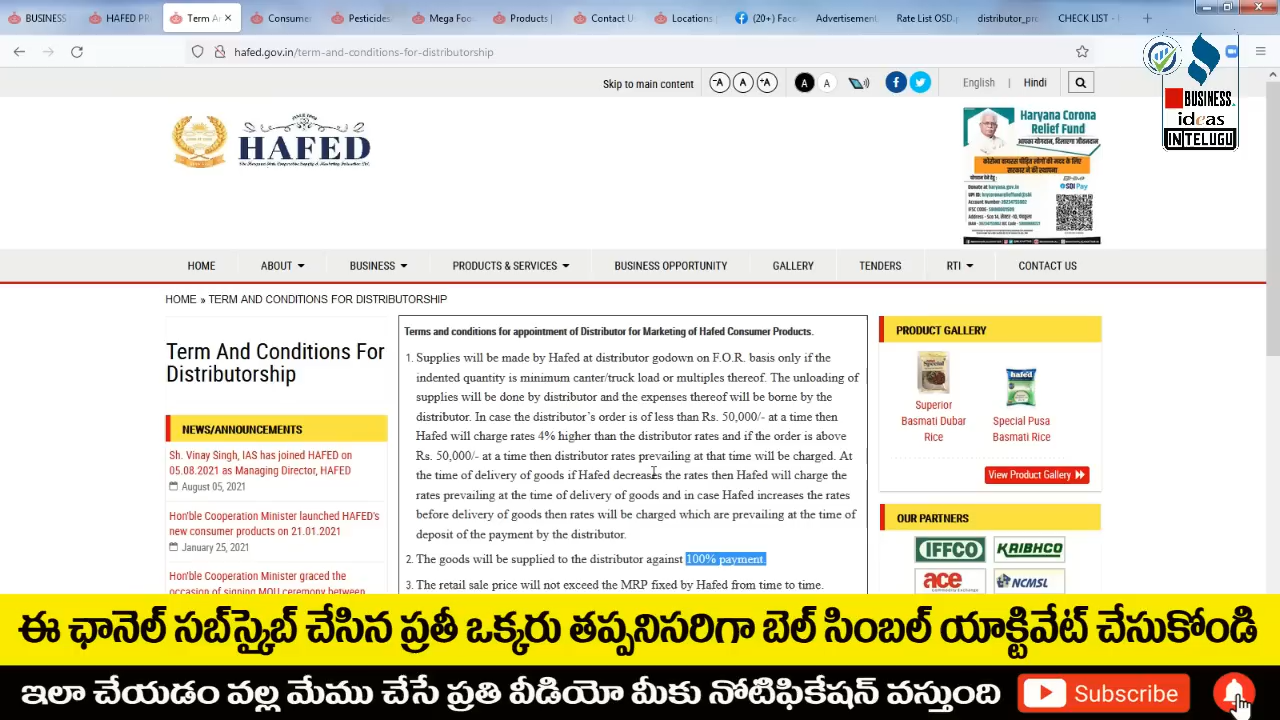 BUSINESS
HAFED PR
Term Ar
Consumer
Pesticides
Mega Foo
Products |
Contact U
Locations
(20+) Face
Advertisement
Rate List OSD.p
distributor_pro
CHECK LIST -
hafed.gov.in/term-and-conditions-for-distributorship
Skip to main content
-A A +A
A A
English | Hindi
BUSINESS
ideas
IN TELUGU
HAFED
Haryana Corona
Relief Fund
HOME
ABOUT
BUSINESS
PRODUCTS & SERVICES
BUSINESS OPPORTUNITY
GALLERY
TENDERS
RTI
CONTACT US
HOME » TERM AND CONDITIONS FOR DISTRIBUTORSHIP
Term And Conditions For
Distributorship
NEWS/ANNOUNCEMENTS
Sh. Vinay Singh, IAS has joined HAFED on
05.08.2021 as Managing Director, HAFED
August 05, 2021
Hon'ble Cooperation Minister launched HAFED's
new consumer products on 21.01.2021
January 25, 2021
Hon'ble Cooperation Minister graced the
occasion of signing MOU ceremony between
Terms and conditions for appointment of Distributor for Marketing of Hafed Consumer Products.
1. Supplies will be made by Hafed at distributor godown on F.O.R. basis only if the
indented quantity is minimum canter/truck load or multiples thereof. The unloading of
supplies will be done by distributor and the expenses thereof will be borne by the
distributor. In case the distributor's order is of less than Rs. 50,000/- at a time then
Hafed will charge rates 4% higher than the distributor rates and if the order is above
Rs. 50,000/- at a time then distributor rates prevailing at that time will be charged. At
the time of delivery of goods if Hafed decreases the rates then Hafed will charge the
rates prevailing at the time of delivery of goods and in case Hafed increases the rates
before delivery of goods then rates will be charged which are prevailing at the time of
deposit of the payment by the distributor.
2. The goods will be supplied to the distributor against 100% payment.
3. The retail sale price will not exceed the MRP fixed by Hafed from time to time.
PRODUCT GALLERY
Superior
Basmati Dubar
Rice
Special Pusa
Basmati Rice
View Product Gallery
OUR PARTNERS
IFFCO
KRIBHCO
ace
NCMSL
ఈ ఛానెల్ సబ్‌స్క్రైబ్ చేసిన ప్రతీ ఒక్కరు తప్పనిసరిగా బెల్ సింబల్ యాక్టివేట్ చేసుకోండి
ఇలా చేయడం వల్ల మేము చేసే ప్రతి వీడియో మీకు నోటిఫికేషన్ వస్తుంది
Subscribe